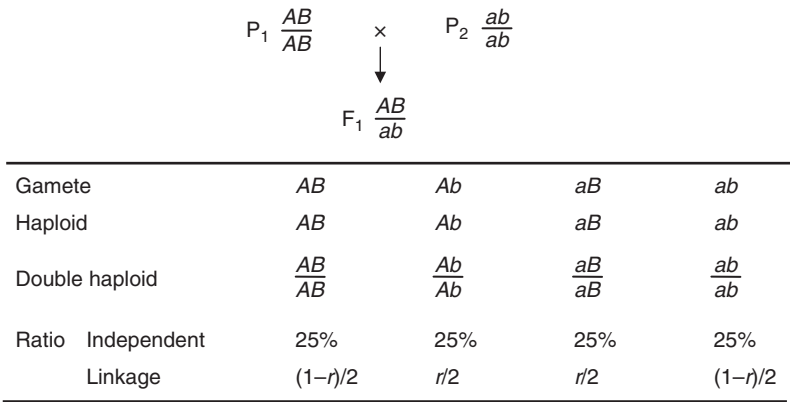 P₁ AB/AB × P₂ ab/ab
F₁ AB/ab
Gamete AB Ab aB ab
Haploid AB Ab aB ab
Double haploid AB/AB Ab/Ab aB/aB ab/ab
Ratio Independent 25% 25% 25% 25%
Linkage (1–r)/2 r/2 r/2 (1–r)/2